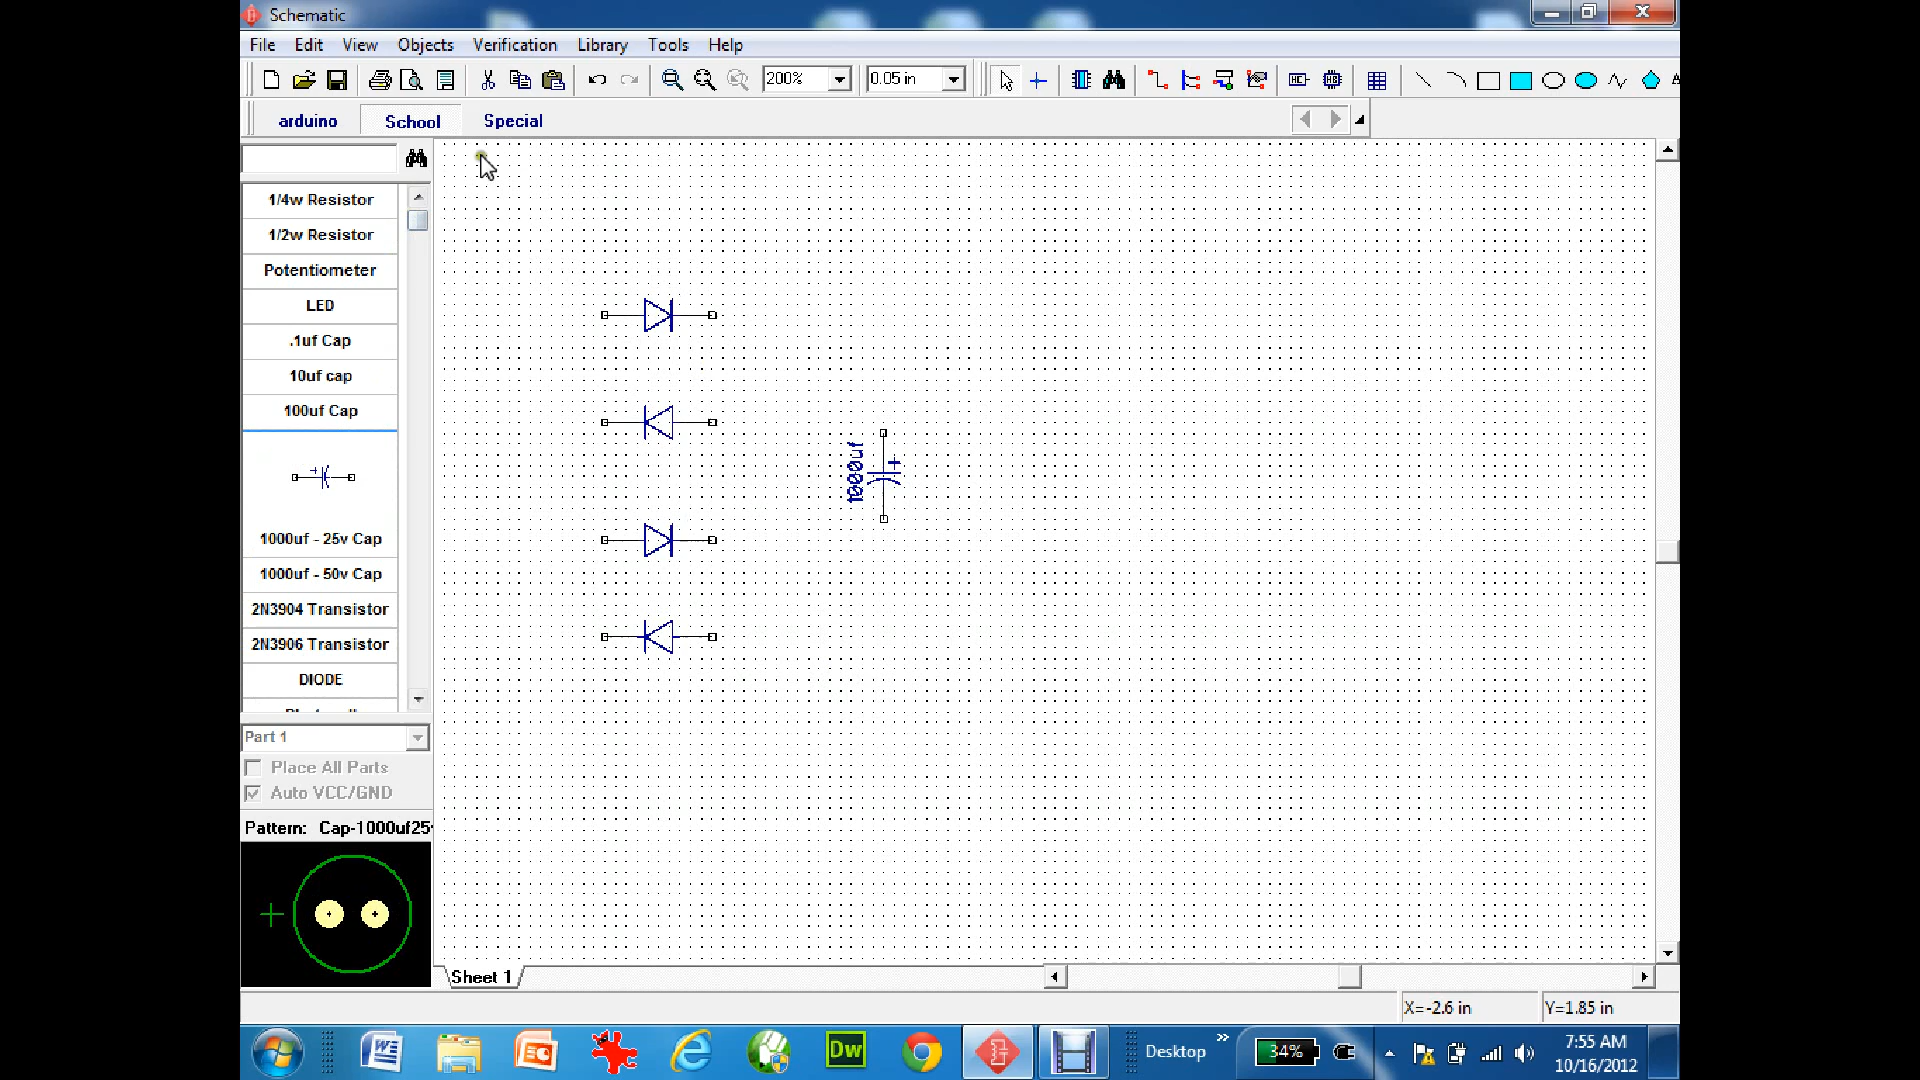 Schematic
File Edit View Objects Verification Library Tools Help
200% 0.05 in
arduino School Special
1/4w Resistor
1/2w Resistor
Potentiometer
LED
.1uf Cap
10uf cap
100uf Cap
1000uf - 25v Cap
1000uf - 50v Cap
2N3904 Transistor
2N3906 Transistor
DIODE
1000uf
Part 1
Place All Parts
Auto VCC/GND
Pattern: Cap-1000uf25
Sheet 1
X=-2.6 in Y=1.85 in
Dw
Desktop
34%
7:55 AM
10/16/2012